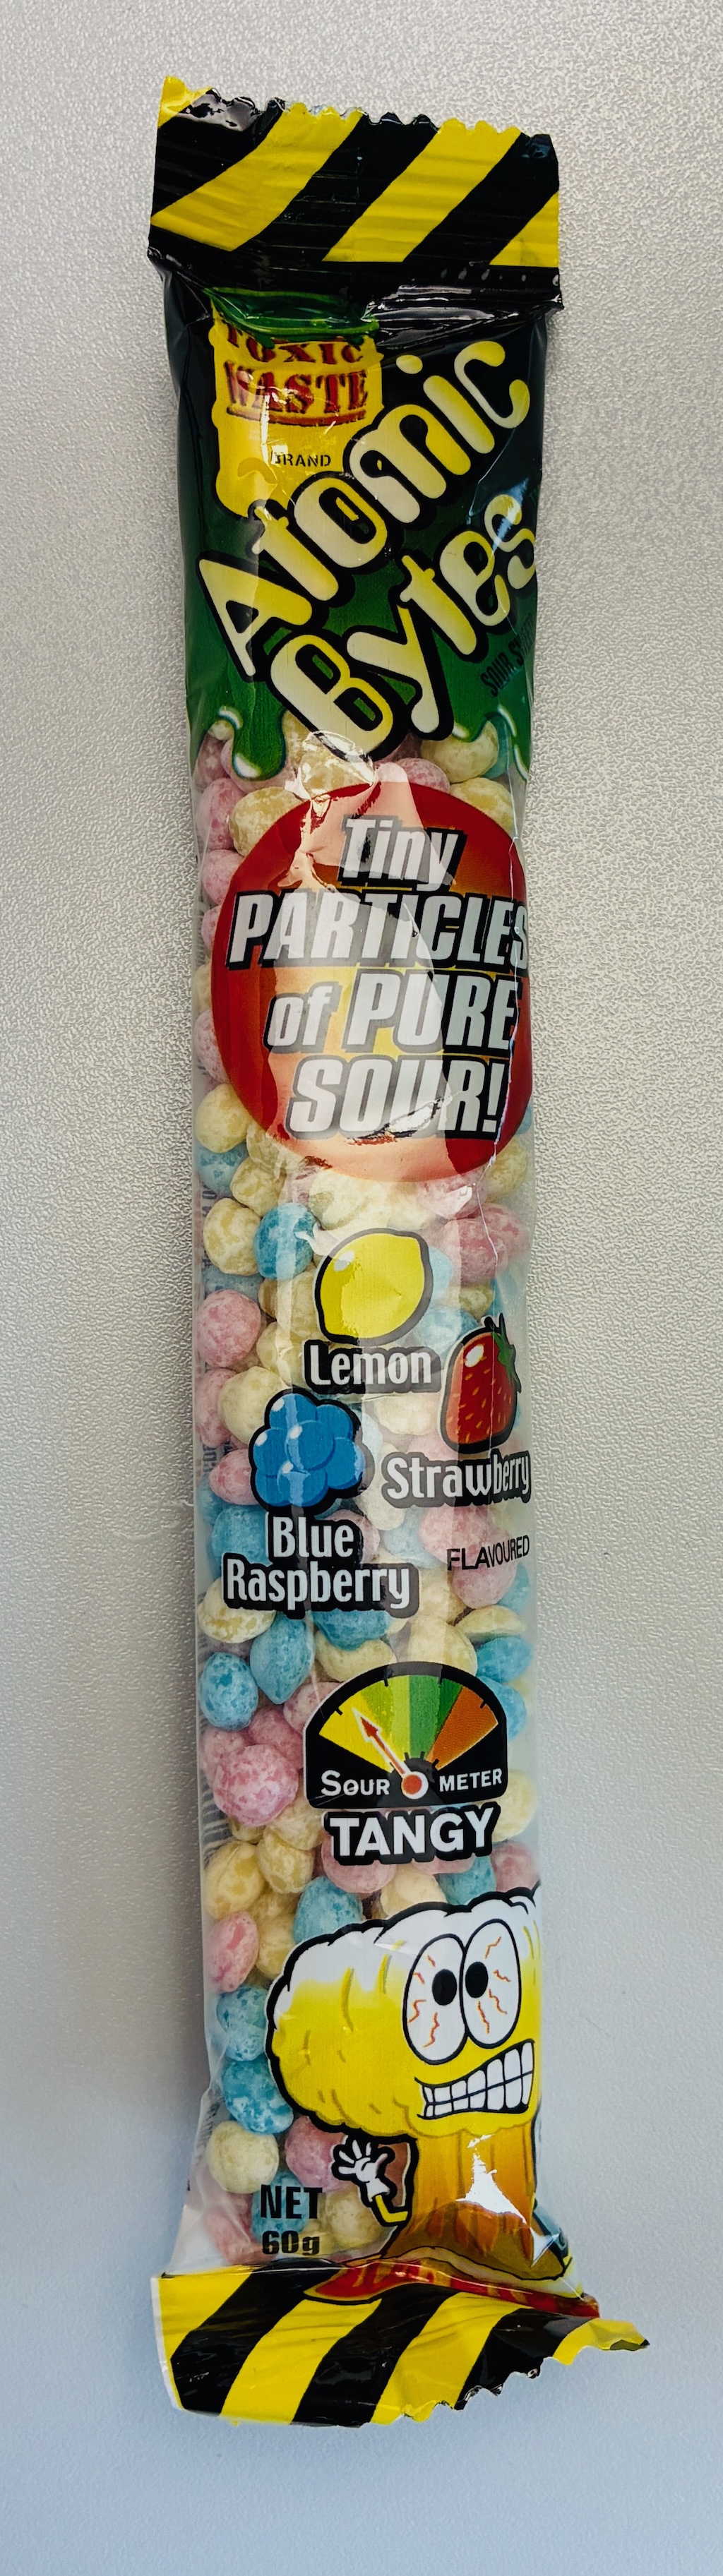 TOXIC
WASTE
BRAND
Atomic
Bytes
SOUR
Tiny
PARTICLES
of PURE
SOUR!
Lemon
Strawberry
Blue
Raspberry
FLAVOURED
SOUR METER
TANGY
NET
60g